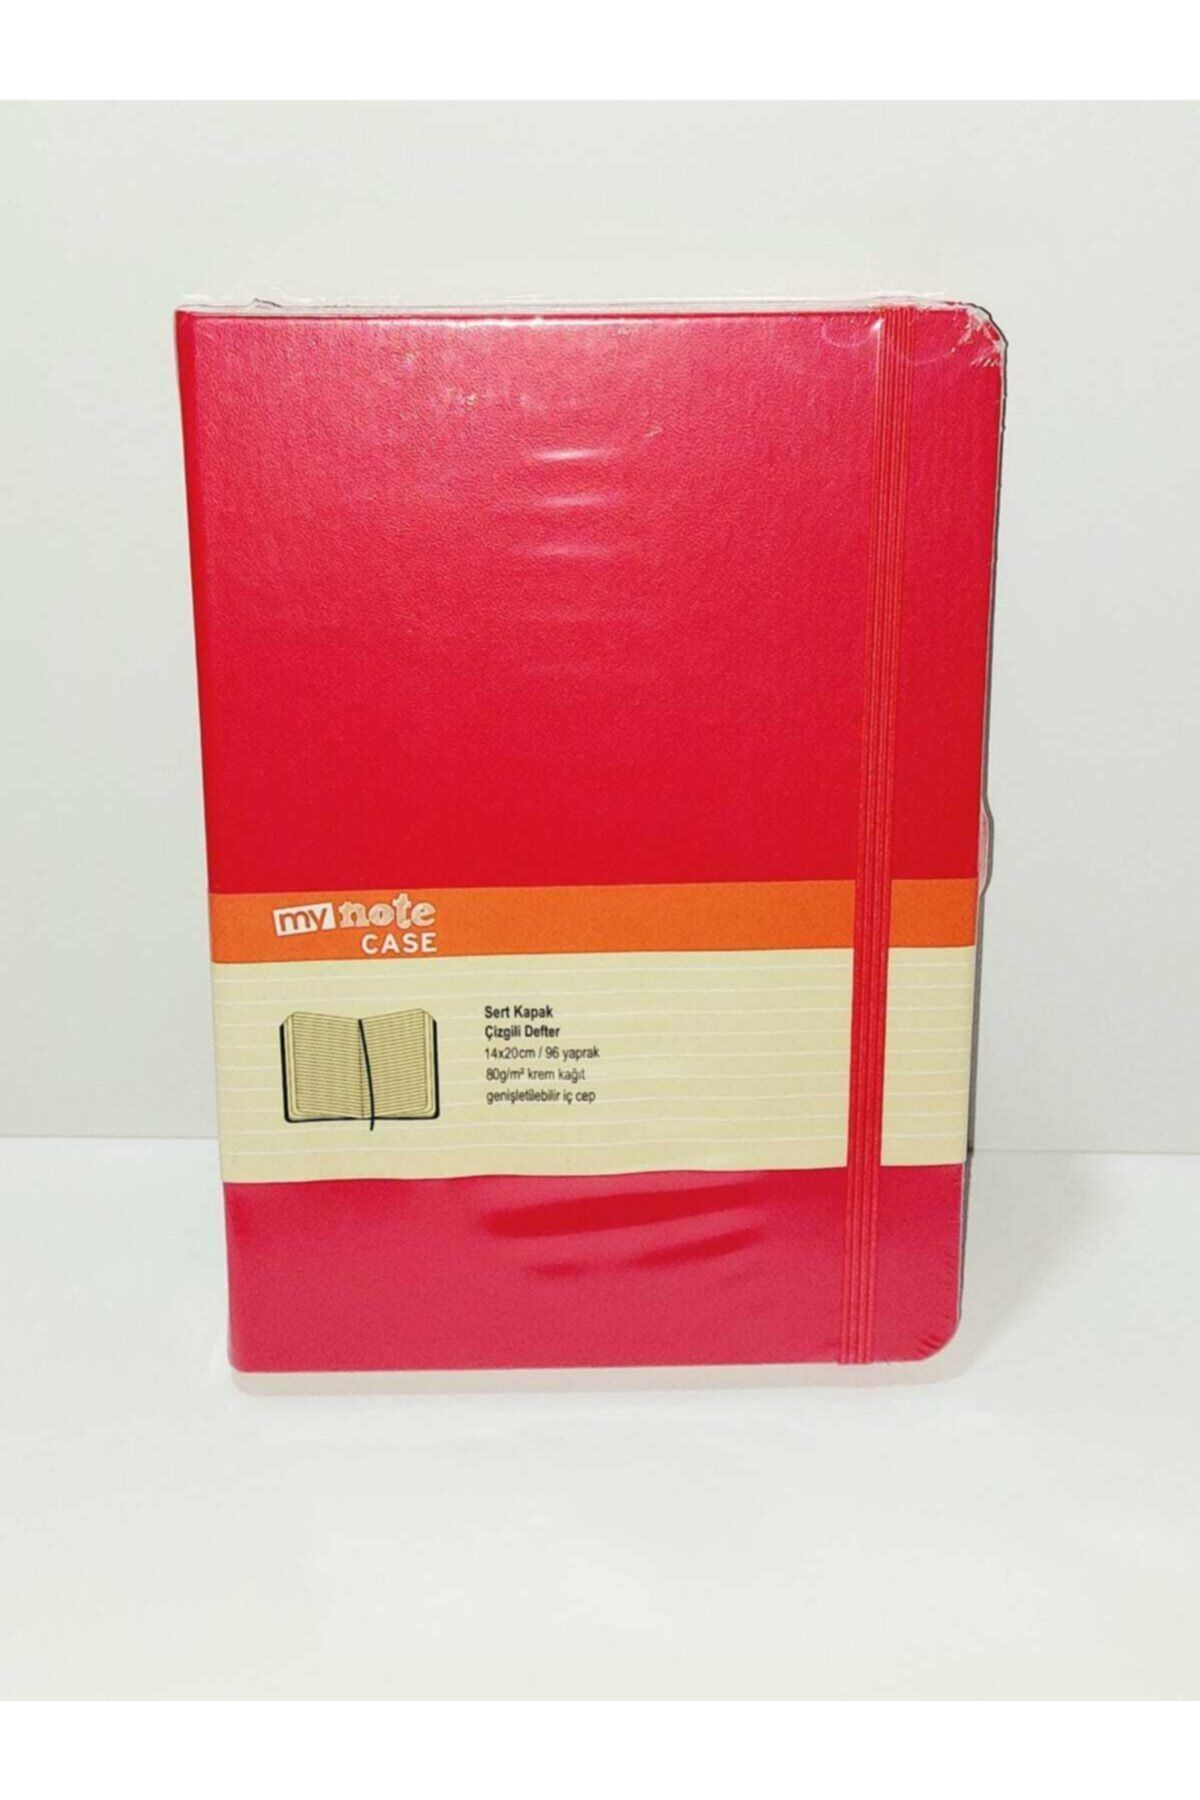 my note
CASE
Sert Kapak
Çizgili Defter
14x20cm / 96 yaprak
80g/m² krem kağıt
genişletilebilir iç cep